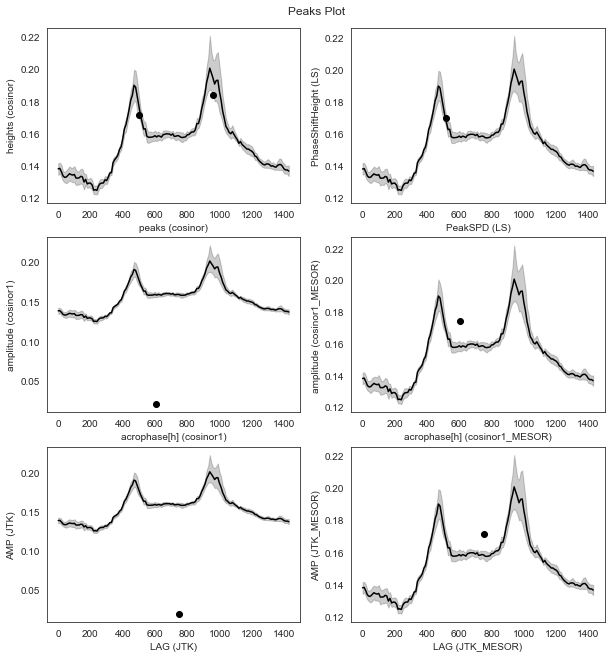 Peaks Plot
heights (cosinor)
0.22
0.20
0.18
0.16
0.14
0.12
0 200 400 600 800 1000 1200 1400
peaks (cosinor)
PhaseShiftHeight (LS)
0.22
0.20
0.18
0.16
0.14
0.12
0 200 400 600 800 1000 1200 1400
PeakSPD (LS)
amplitude (cosinor1)
0.20
0.15
0.10
0.05
0 200 400 600 800 1000 1200 1400
acrophase[h] (cosinor1)
amplitude (cosinor1_MESOR)
0.22
0.20
0.18
0.16
0.14
0.12
0 200 400 600 800 1000 1200 1400
acrophase[h] (cosinor1_MESOR)
AMP (JTK)
0.20
0.15
0.10
0.05
0 200 400 600 800 1000 1200 1400
LAG (JTK)
AMP (JTK_MESOR)
0.22
0.20
0.18
0.16
0.14
0.12
0 200 400 600 800 1000 1200 1400
LAG (JTK_MESOR)